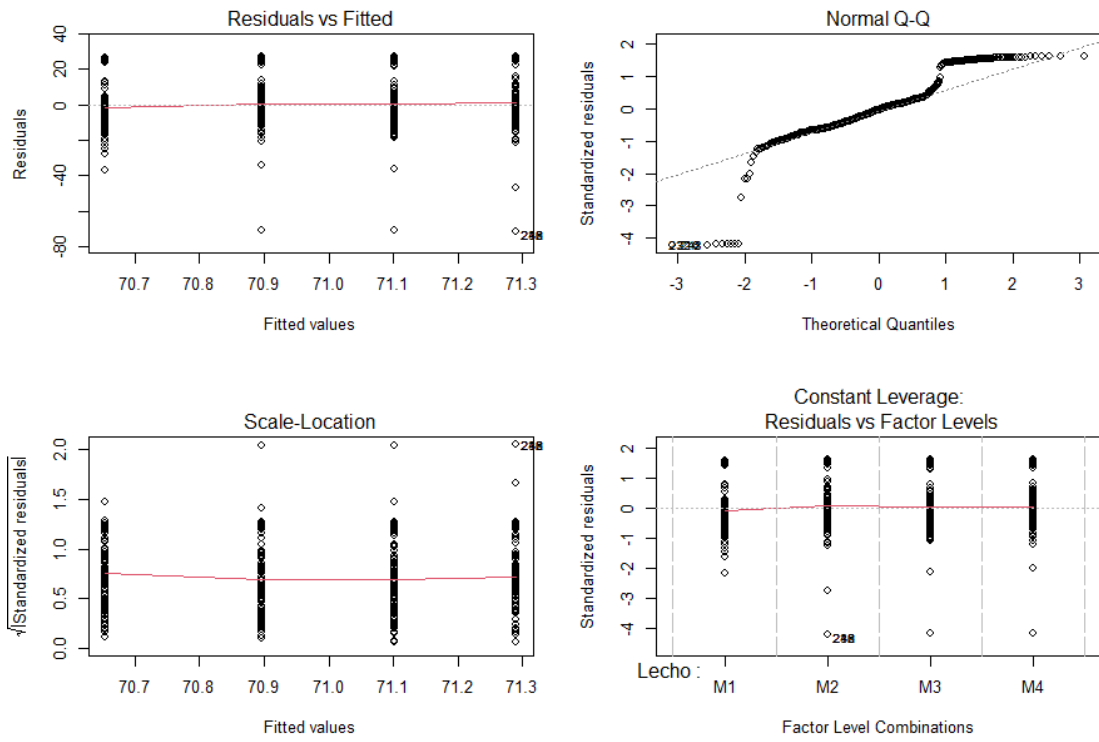 Residuals vs Fitted
Residuals
40
20
0
-40
-80
70.7 70.8 70.9 71.0 71.1 71.2 71.3
Fitted values
Normal Q-Q
Standardized residuals
2
1
0
-1
-2
-3
-4
-3 -2 -1 0 1 2 3
Theoretical Quantiles
Scale-Location
√|Standardized residuals|
2.0
1.5
1.0
0.5
0.0
70.7 70.8 70.9 71.0 71.1 71.2 71.3
Fitted values
Constant Leverage:
Residuals vs Factor Levels
Standardized residuals
2
1
0
-1
-2
-3
-4
Lecho :
M1 M2 M3 M4
Factor Level Combinations